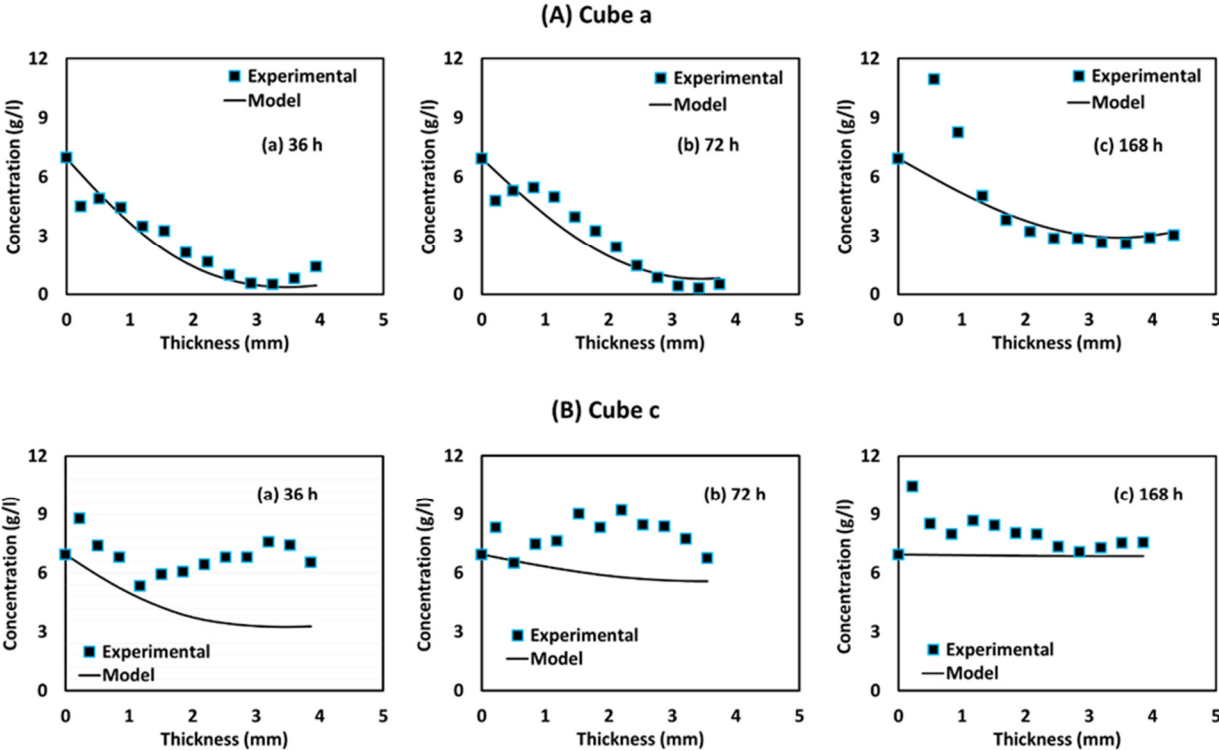 (A) Cube a
12
9
6
3
0
Concentration (g/l)
Experimental
Model
(a) 36 h
0 1 2 3 4 5
Thickness (mm)
12
9
6
3
0
Concentration (g/l)
Experimental
Model
(b) 72 h
0 1 2 3 4 5
Thickness (mm)
12
9
6
3
0
Concentration (g/l)
Experimental
Model
(c) 168 h
0 1 2 3 4 5
Thickness (mm)
(B) Cube c
12
9
6
3
0
Concentration (g/l)
(a) 36 h
Experimental
Model
0 1 2 3 4 5
Thickness (mm)
12
9
6
3
0
Concentration (g/l)
(b) 72 h
Experimental
Model
0 1 2 3 4 5
Thickness (mm)
12
9
6
3
0
Concentration (g/l)
(c) 168 h
Experimental
Model
0 1 2 3 4 5
Thickness (mm)